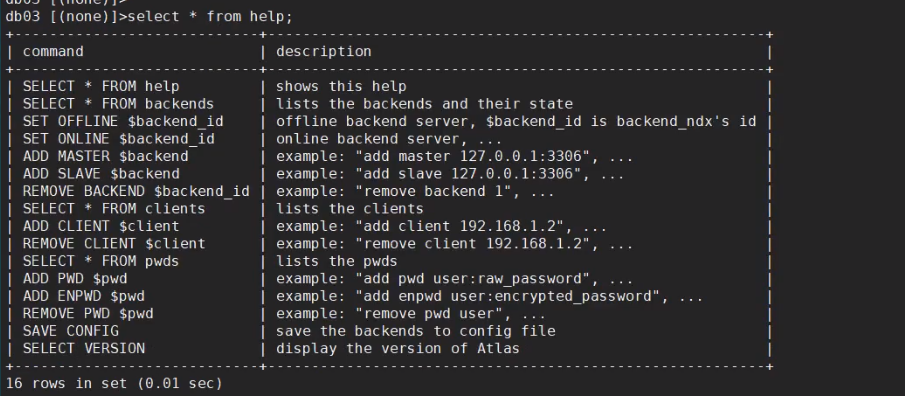 db03 [(none)]>
db03 [(none)]>select * from help;
+----------------------------+---------------------------------------------------------+
| command                    | description                                             |
+----------------------------+---------------------------------------------------------+
| SELECT * FROM help         | shows this help                                         |
| SELECT * FROM backends     | lists the backends and their state                      |
| SET OFFLINE $backend_id    | offline backend server, $backend_id is backend_ndx's id |
| SET ONLINE $backend_id     | online backend server, ...                              |
| ADD MASTER $backend        | example: "add master 127.0.0.1:3306", ...               |
| ADD SLAVE $backend         | example: "add slave 127.0.0.1:3306", ...                |
| REMOVE BACKEND $backend_id | example: "remove backend 1", ...                        |
| SELECT * FROM clients      | lists the clients                                       |
| ADD CLIENT $client         | example: "add client 192.168.1.2", ...                  |
| REMOVE CLIENT $client      | example: "remove client 192.168.1.2", ...               |
| SELECT * FROM pwds         | lists the pwds                                          |
| ADD PWD $pwd               | example: "add pwd user:raw_password", ...               |
| ADD ENPWD $pwd             | example: "add enpwd user:encrypted_password", ...       |
| REMOVE PWD $pwd            | example: "remove pwd user", ...                         |
| SAVE CONFIG                | save the backends to config file                        |
| SELECT VERSION             | display the version of Atlas                            |
+----------------------------+---------------------------------------------------------+
16 rows in set (0.01 sec)